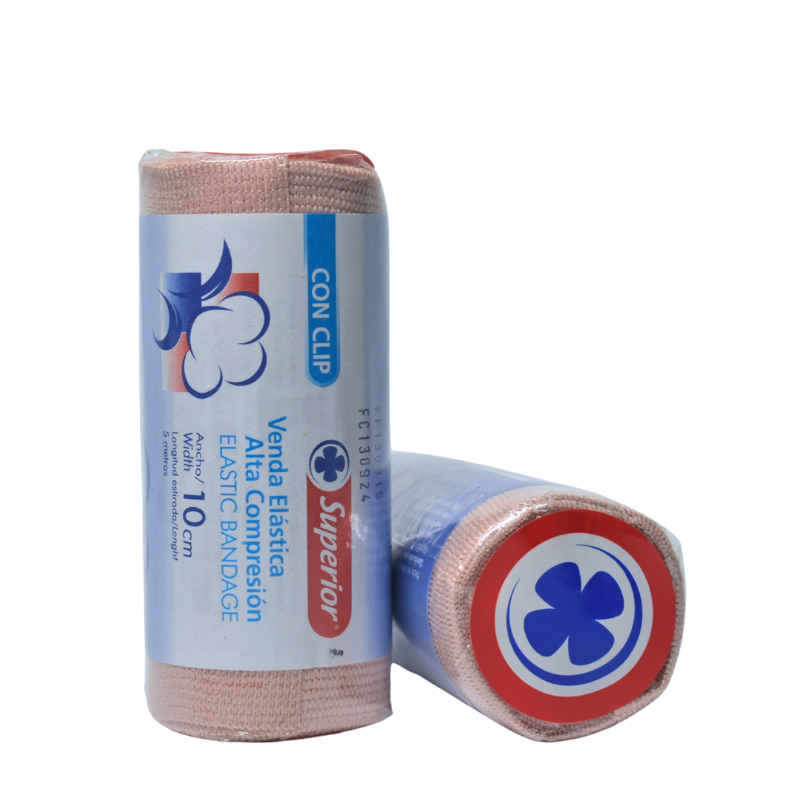 CON CLIP
Superior®
Venda Elástica
Alta Compresión
ELASTIC BANDAGE
Ancho/
Width 10 cm
Longitud estirada/Lenght
5 metros
FC130924